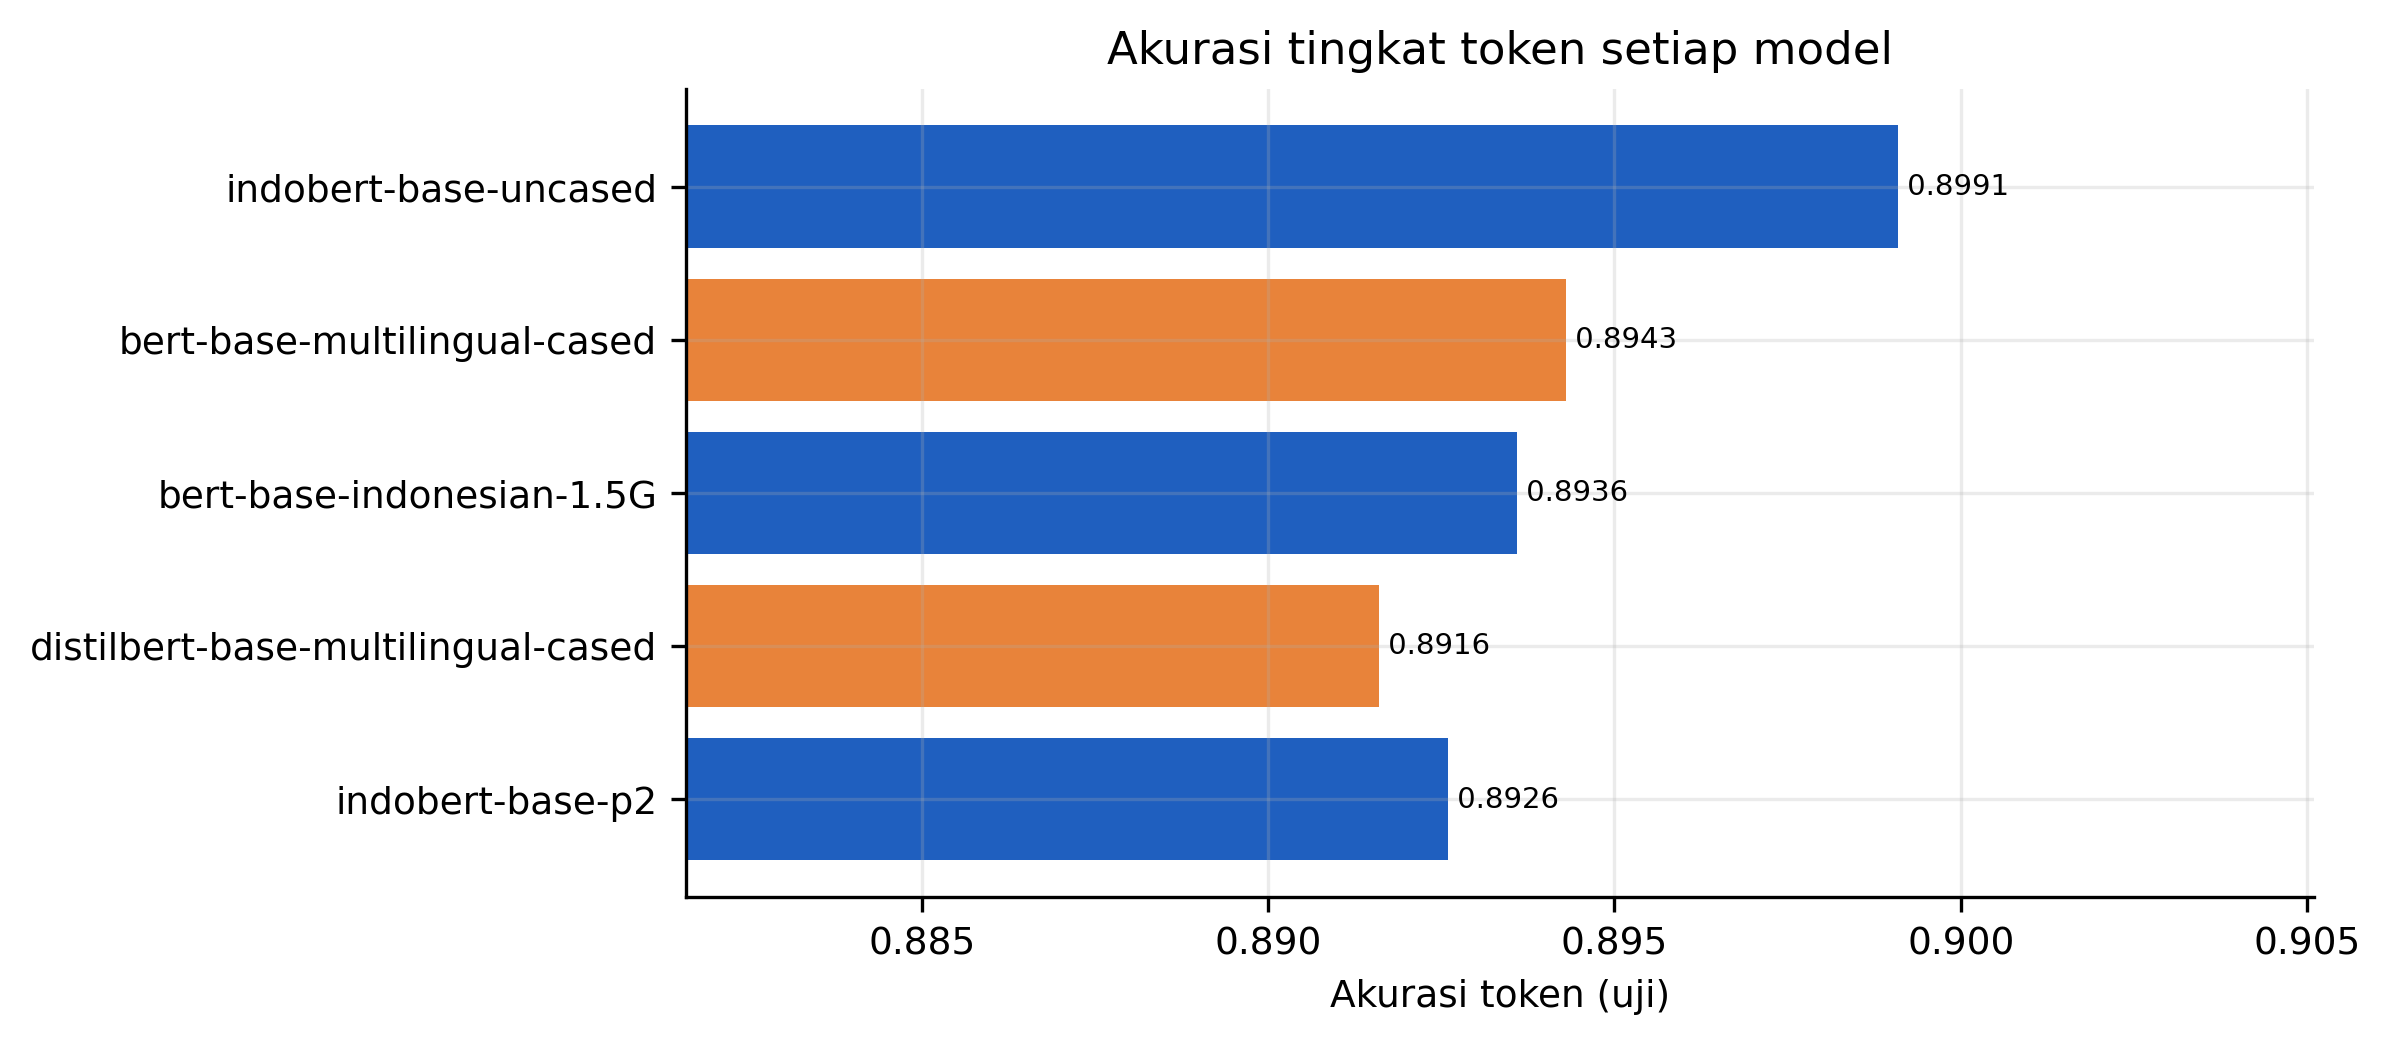 Akurasi tingkat token setiap model
indobert-base-uncased
0.8991
bert-base-multilingual-cased
0.8943
bert-base-indonesian-1.5G
0.8936
distilbert-base-multilingual-cased
0.8916
indobert-base-p2
0.8926
0.885 0.890 0.895 0.900 0.905
Akurasi token (uji)